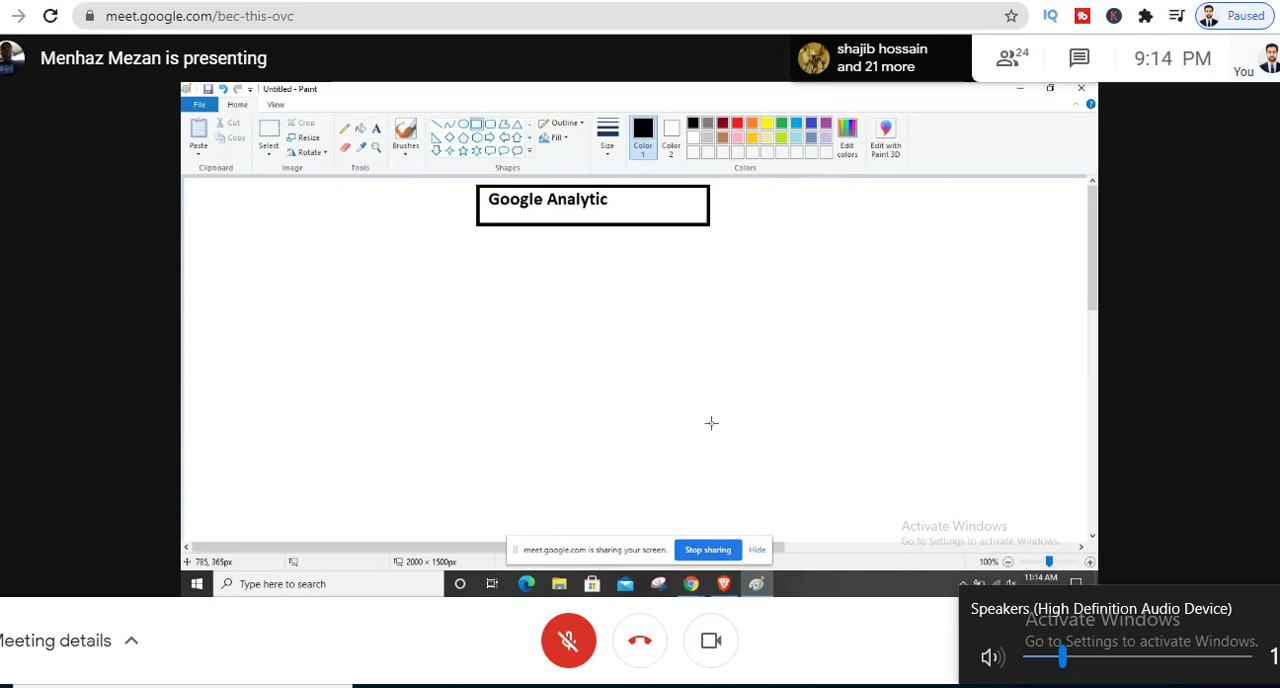 meet.google.com/bec-this-ovc
Paused
Menhaz Mezan is presenting
shajib hossain
and 21 more
24
9:14 PM
You
Untitled - Paint
File
Home
View
Paste
Cut
Copy
Clipboard
Select
Crop
Resize
Rotate
Image
Tools
Brushes
Outline
Fill
Shapes
Size
Color 1
Color 2
Edit colors
Edit with Paint 3D
Colors
Google Analytic
Activate Windows
Go to Settings to activate Windows.
meet.google.com is sharing your screen.
Stop sharing
Hide
785, 365px
2000 × 1500px
100%
Type here to search
11:14 AM
Speakers (High Definition Audio Device)
Activate Windows
Go to Settings to activate Windows.
Meeting details